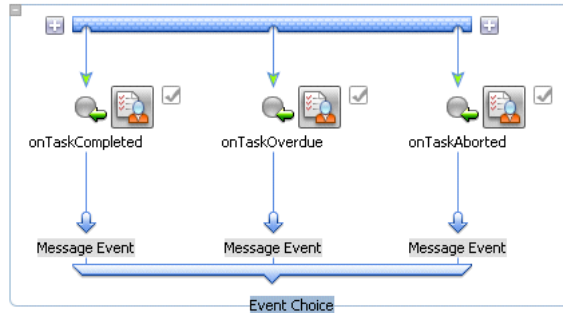 onTaskCompleted
onTaskOverdue
onTaskAborted
Message Event
Message Event
Message Event
Event Choice